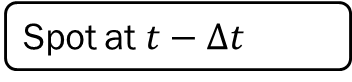 Spot at t − Δt